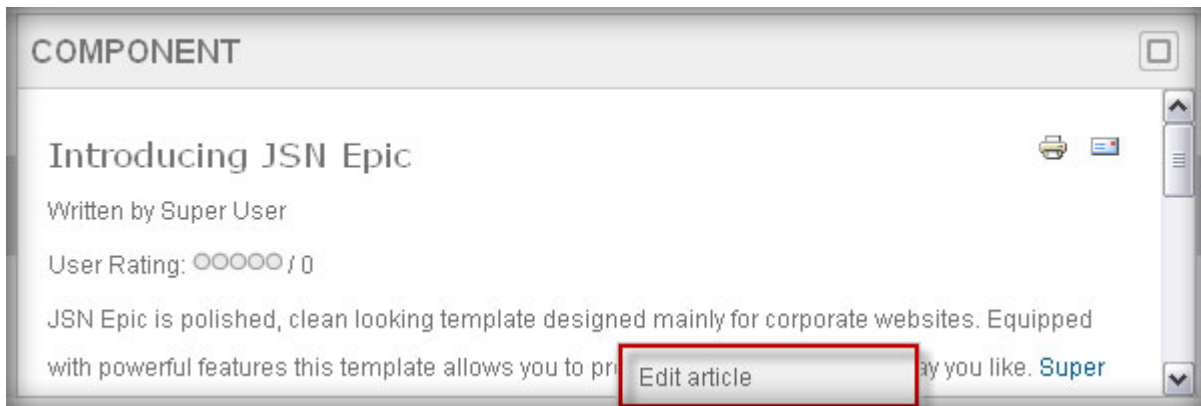 COMPONENT
Introducing JSN Epic
Written by Super User
User Rating: / 0
JSN Epic is polished, clean looking template designed mainly for corporate websites. Equipped
with powerful features this template allows you to pr Edit article ay you like. Super